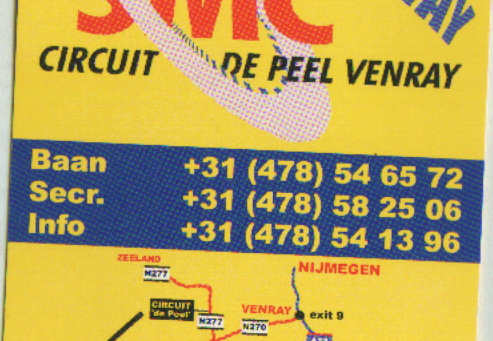 SMC
CIRCUIT DE PEEL VENRAY
Baan +31 (478) 54 65 72
Secr. +31 (478) 58 25 06
Info +31 (478) 54 13 96
ZEELAND
N277
NIJMEGEN
CIRCUIT
'de Peel'
N277
VENRAY
exit 9
N270